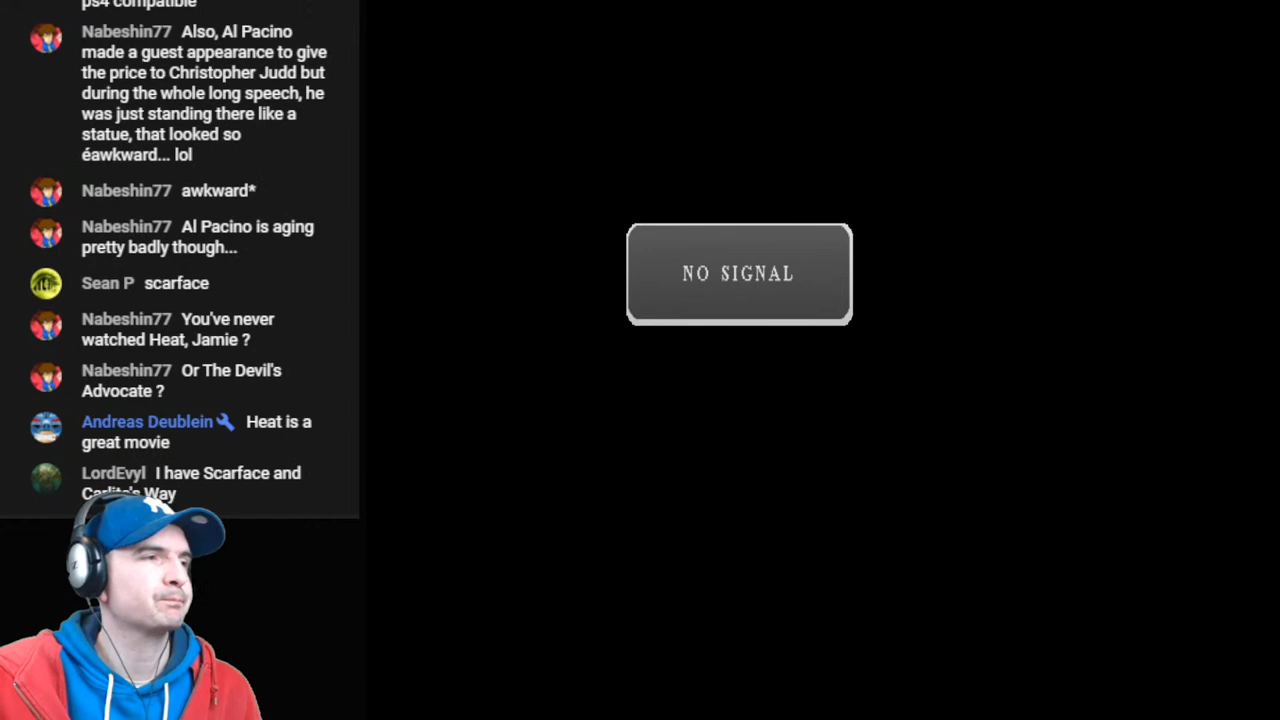 ps4 compatible
Nabeshin77 Also, Al Pacino
made a guest appearance to give
the price to Christopher Judd but
during the whole long speech, he
was just standing there like a
statue, that looked so
éawkward... lol
Nabeshin77 awkward*
Nabeshin77 Al Pacino is aging
pretty badly though...
Sean P scarface
Nabeshin77 You've never
watched Heat, Jamie ?
Nabeshin77 Or The Devil's
Advocate ?
Andreas Deublein Heat is a
great movie
LordEvyl I have Scarface and
Carlito's Way
NO SIGNAL